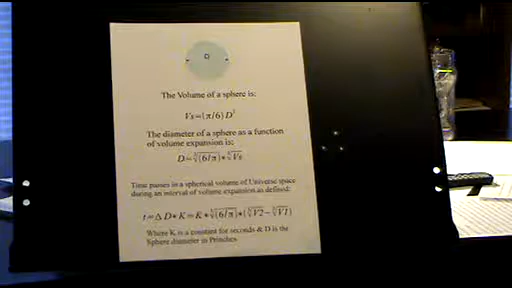 D
The Volume of a sphere is:
Vs=(π/6)D³
The diameter of a sphere as a function
of volume expansion is:
D=∛(6/π)*∛Vs
Time passes in a spherical volume of Universe space
during an interval of volume expansion as defined:
t=ΔD*K=K*∛(6/π)*(∛V2-∛V1)
Where K is a constant for seconds & D is the
Sphere diameter in